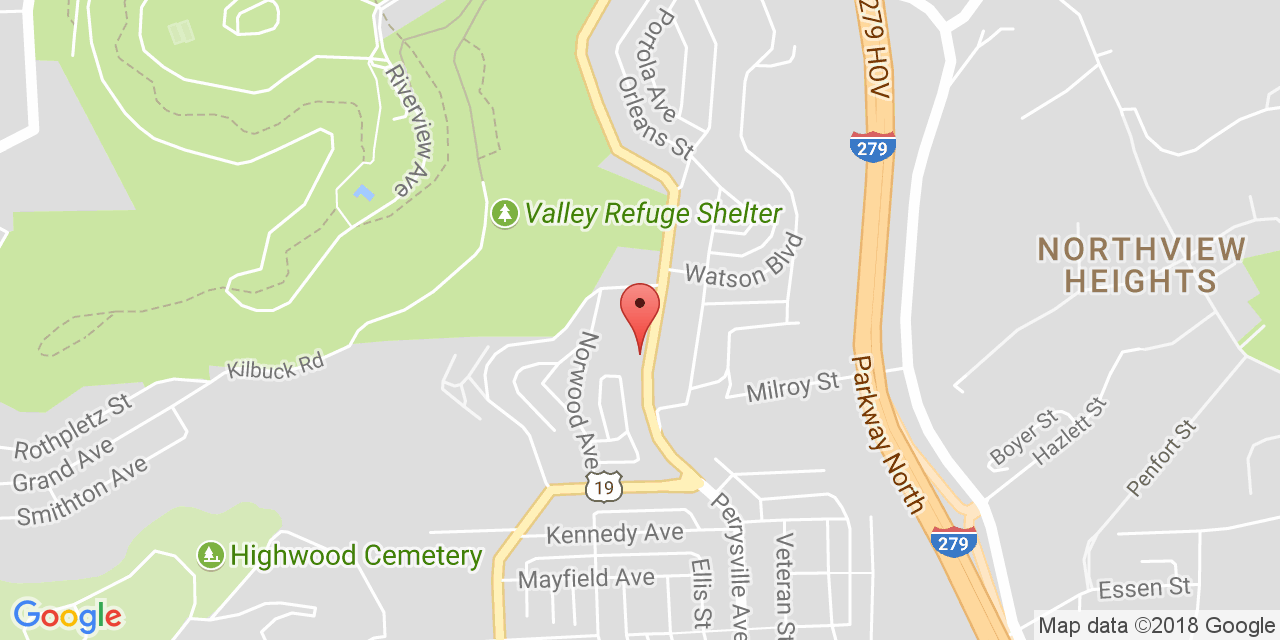 279 HOV
Portola Ave
Orleans St
Riverview Ave
279
Valley Refuge Shelter
Watson Blvd
NORTHVIEW
HEIGHTS
Kilbuck Rd
Norwood Ave
Milroy St
Parkway North
Rothpletz St
Grand Ave
Smithton Ave
Boyer St
Hazlett St
Penfort St
19
Perrysville Ave
Kennedy Ave
Veteran St
279
Highwood Cemetery
Mayfield Ave
Ellis St
Essen St
Google
Map data ©2018 Google